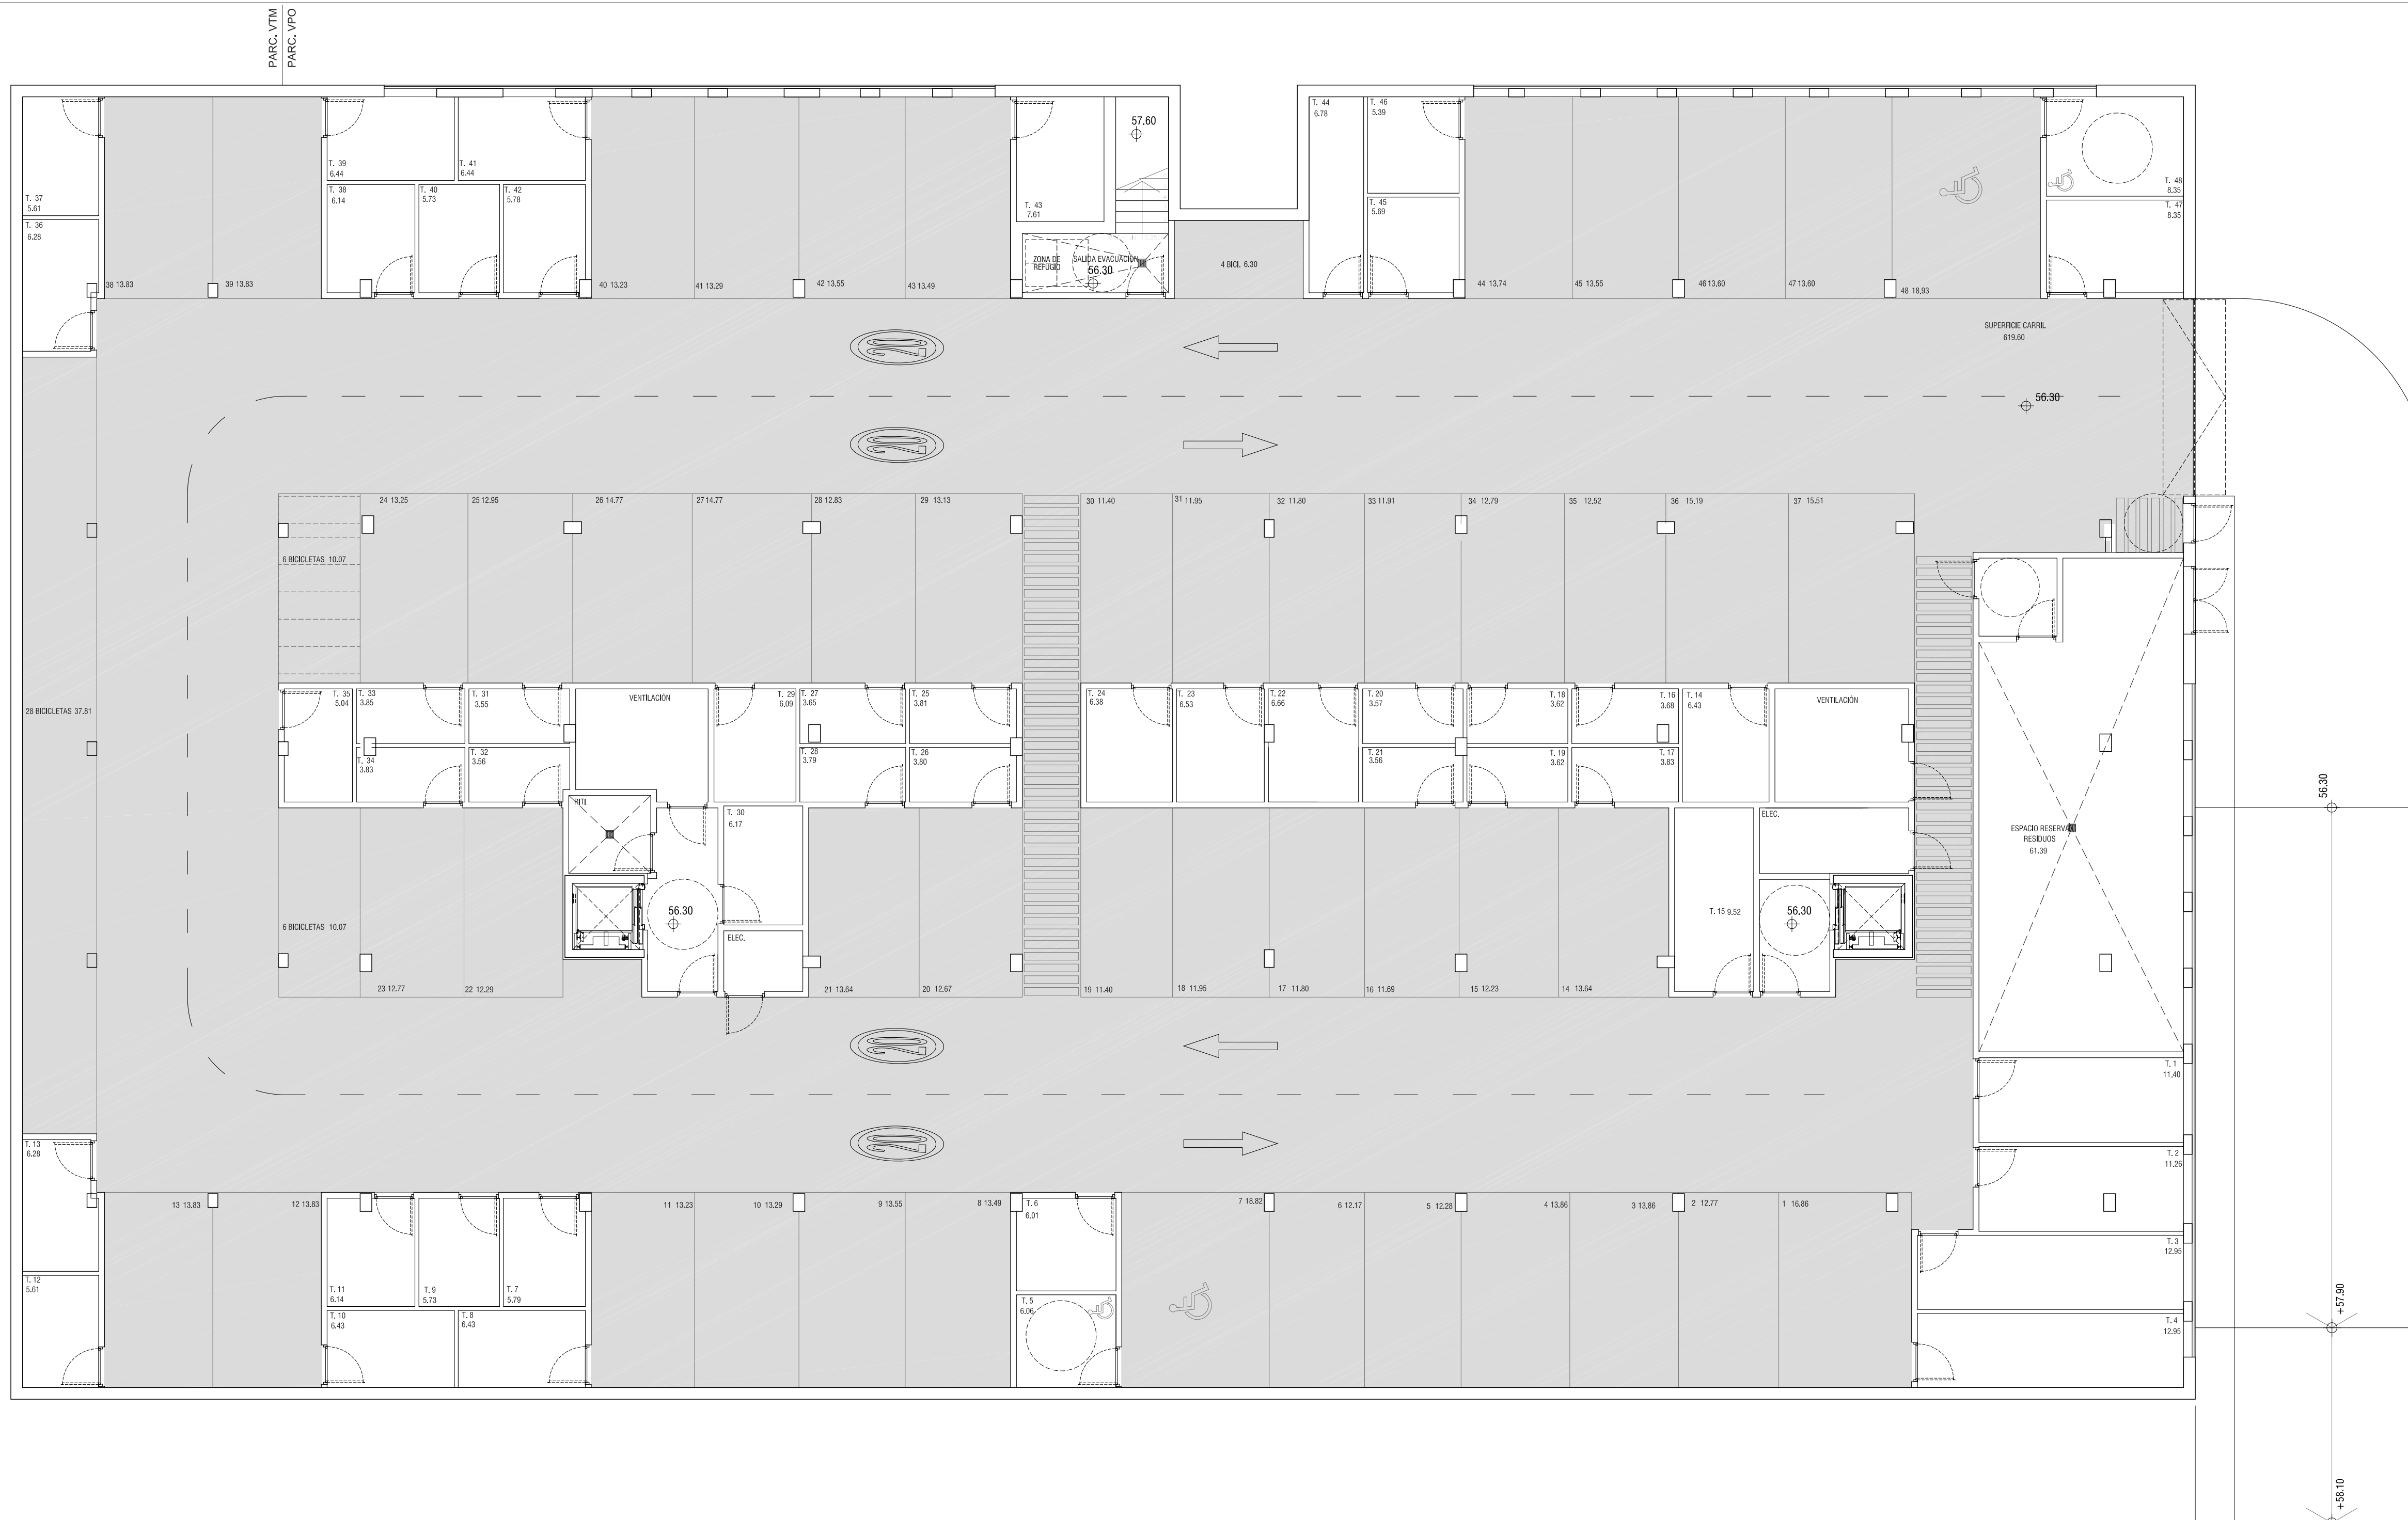 PARC. VTM
PARC. VPO
T. 37
5.61
T. 36
6.28
38 13.83
39 13.83
T. 39
6.44
T. 41
6.44
T. 38
6.14
T. 40
5.73
T. 42
5.78
40 13.23
41 13.29
42 13,55
43 13,49
T. 43
7.61
57.60
ZONA DE
REFUGIO
SALIDA EVACUACIÓN
56.30
4 BICI. 6.30
T. 44
6.78
T. 46
5.39
T. 45
5.69
44 13,74
45 13,55
46 13,60
47 13,60
48 18,93
T. 48
8.35
T. 47
8.35
SUPERFICIE CARRIL
619.60
20
56.30
20
24 13,25
25 12.95
26 14.77
27 14.77
28 12.83
29 13.13
30 11.40
31 11.95
32 11.80
33 11.91
34 12.79
35 12.52
36 15.19
37 15.51
6 BICICLETAS 10.07
28 BICICLETAS 37.81
T. 35
5.04
T. 33
3.85
T. 31
3.55
VENTILACIÓN
T. 29
6.09
T. 27
3.65
T. 25
3.81
T. 24
6.38
T. 23
6.53
T. 22
6.66
T. 20
3.57
T. 18
3.62
T. 16
3.68
T. 14
6.43
VENTILACIÓN
T. 34
3.83
T. 32
3.56
T. 28
3.79
T. 26
3.80
T. 21
3.56
T. 19
3.62
T. 17
3.83
RITI
T. 30
6.17
ELEC.
ESPACIO RESERVA
RESIDUOS
61.39
56.30
6 BICICLETAS 10.07
56.30
ELEC.
T. 15 9.52
56.30
23 12.77
22 12.29
21 13.64
20 12.67
19 11.40
18 11.95
17 11.80
16 11.69
15 12.23
14 13.64
20
T. 1
11,40
20
T. 13
6.28
T. 2
11,26
13 13,83
12 13.83
11 13.23
10 13,29
9 13.55
8 13,49
T. 6
6.01
7 18.82
6 12.17
5 12.28
4 13,86
3 13,86
2 12,77
1 16,86
T. 3
12,95
T. 12
5.61
T. 11
6.14
T. 9
5.73
T. 7
5.79
T. 10
6,43
T. 8
6,43
T. 5
6.06
T. 4
12,95
+57.90
+58.10